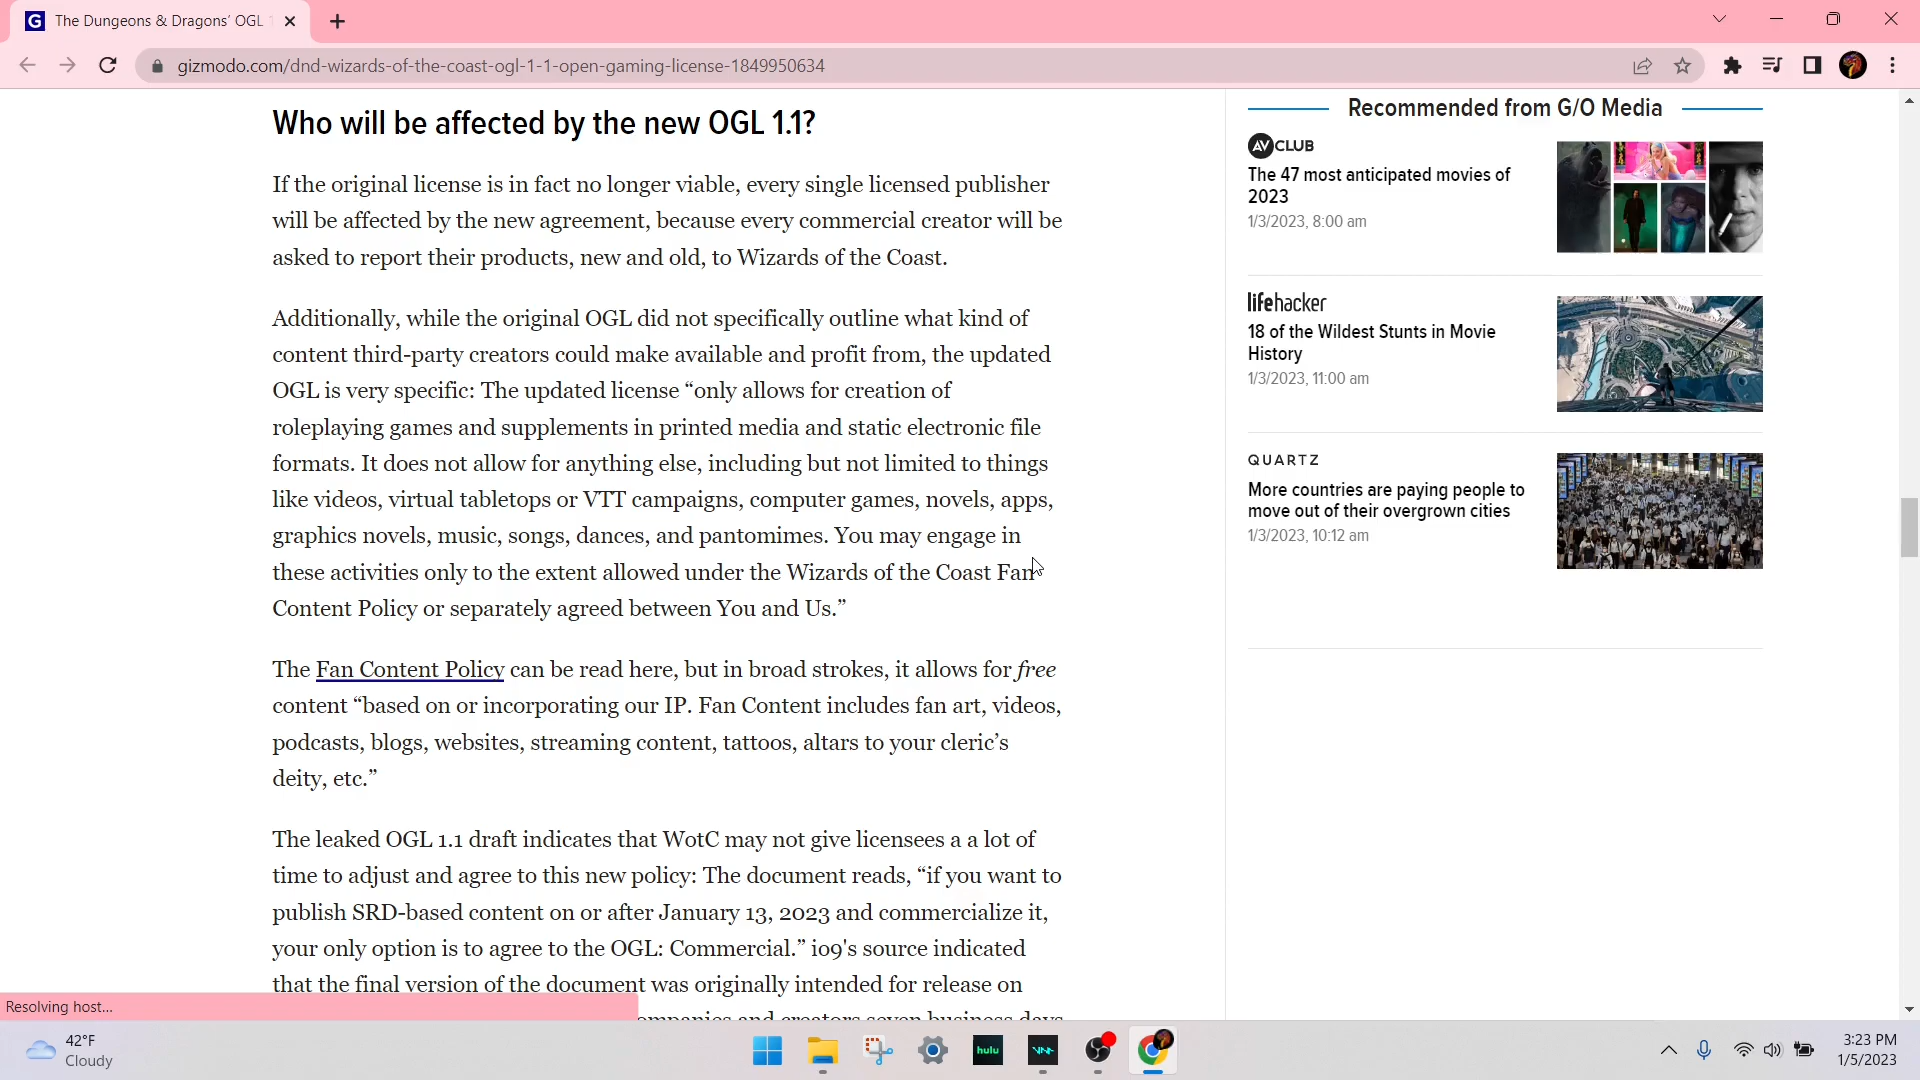 G The Dungeons & Dragons' OGL
gizmodo.com/dnd-wizards-of-the-coast-ogl-1-1-open-gaming-license-1849950634
Who will be affected by the new OGL 1.1?
If the original license is in fact no longer viable, every single licensed publisher
will be affected by the new agreement, because every commercial creator will be
asked to report their products, new and old, to Wizards of the Coast.
Additionally, while the original OGL did not specifically outline what kind of
content third-party creators could make available and profit from, the updated
OGL is very specific: The updated license “only allows for creation of
roleplaying games and supplements in printed media and static electronic file
formats. It does not allow for anything else, including but not limited to things
like videos, virtual tabletops or VTT campaigns, computer games, novels, apps,
graphics novels, music, songs, dances, and pantomimes. You may engage in
these activities only to the extent allowed under the Wizards of the Coast Fan
Content Policy or separately agreed between You and Us.”
The Fan Content Policy can be read here, but in broad strokes, it allows for free
content “based on or incorporating our IP. Fan Content includes fan art, videos,
podcasts, blogs, websites, streaming content, tattoos, altars to your cleric’s
deity, etc.”
The leaked OGL 1.1 draft indicates that WotC may not give licensees a a lot of
time to adjust and agree to this new policy: The document reads, “if you want to
publish SRD-based content on or after January 13, 2023 and commercialize it,
your only option is to agree to the OGL: Commercial.” io9's source indicated
that the final version of the document was originally intended for release on
Recommended from G/O Media
AV CLUB
The 47 most anticipated movies of
2023
1/3/2023, 8:00 am
lifehacker
18 of the Wildest Stunts in Movie
History
1/3/2023, 11:00 am
QUARTZ
More countries are paying people to
move out of their overgrown cities
1/3/2023, 10:12 am
Resolving host...
42°F
Cloudy
hulu
VN
3:23 PM
1/5/2023